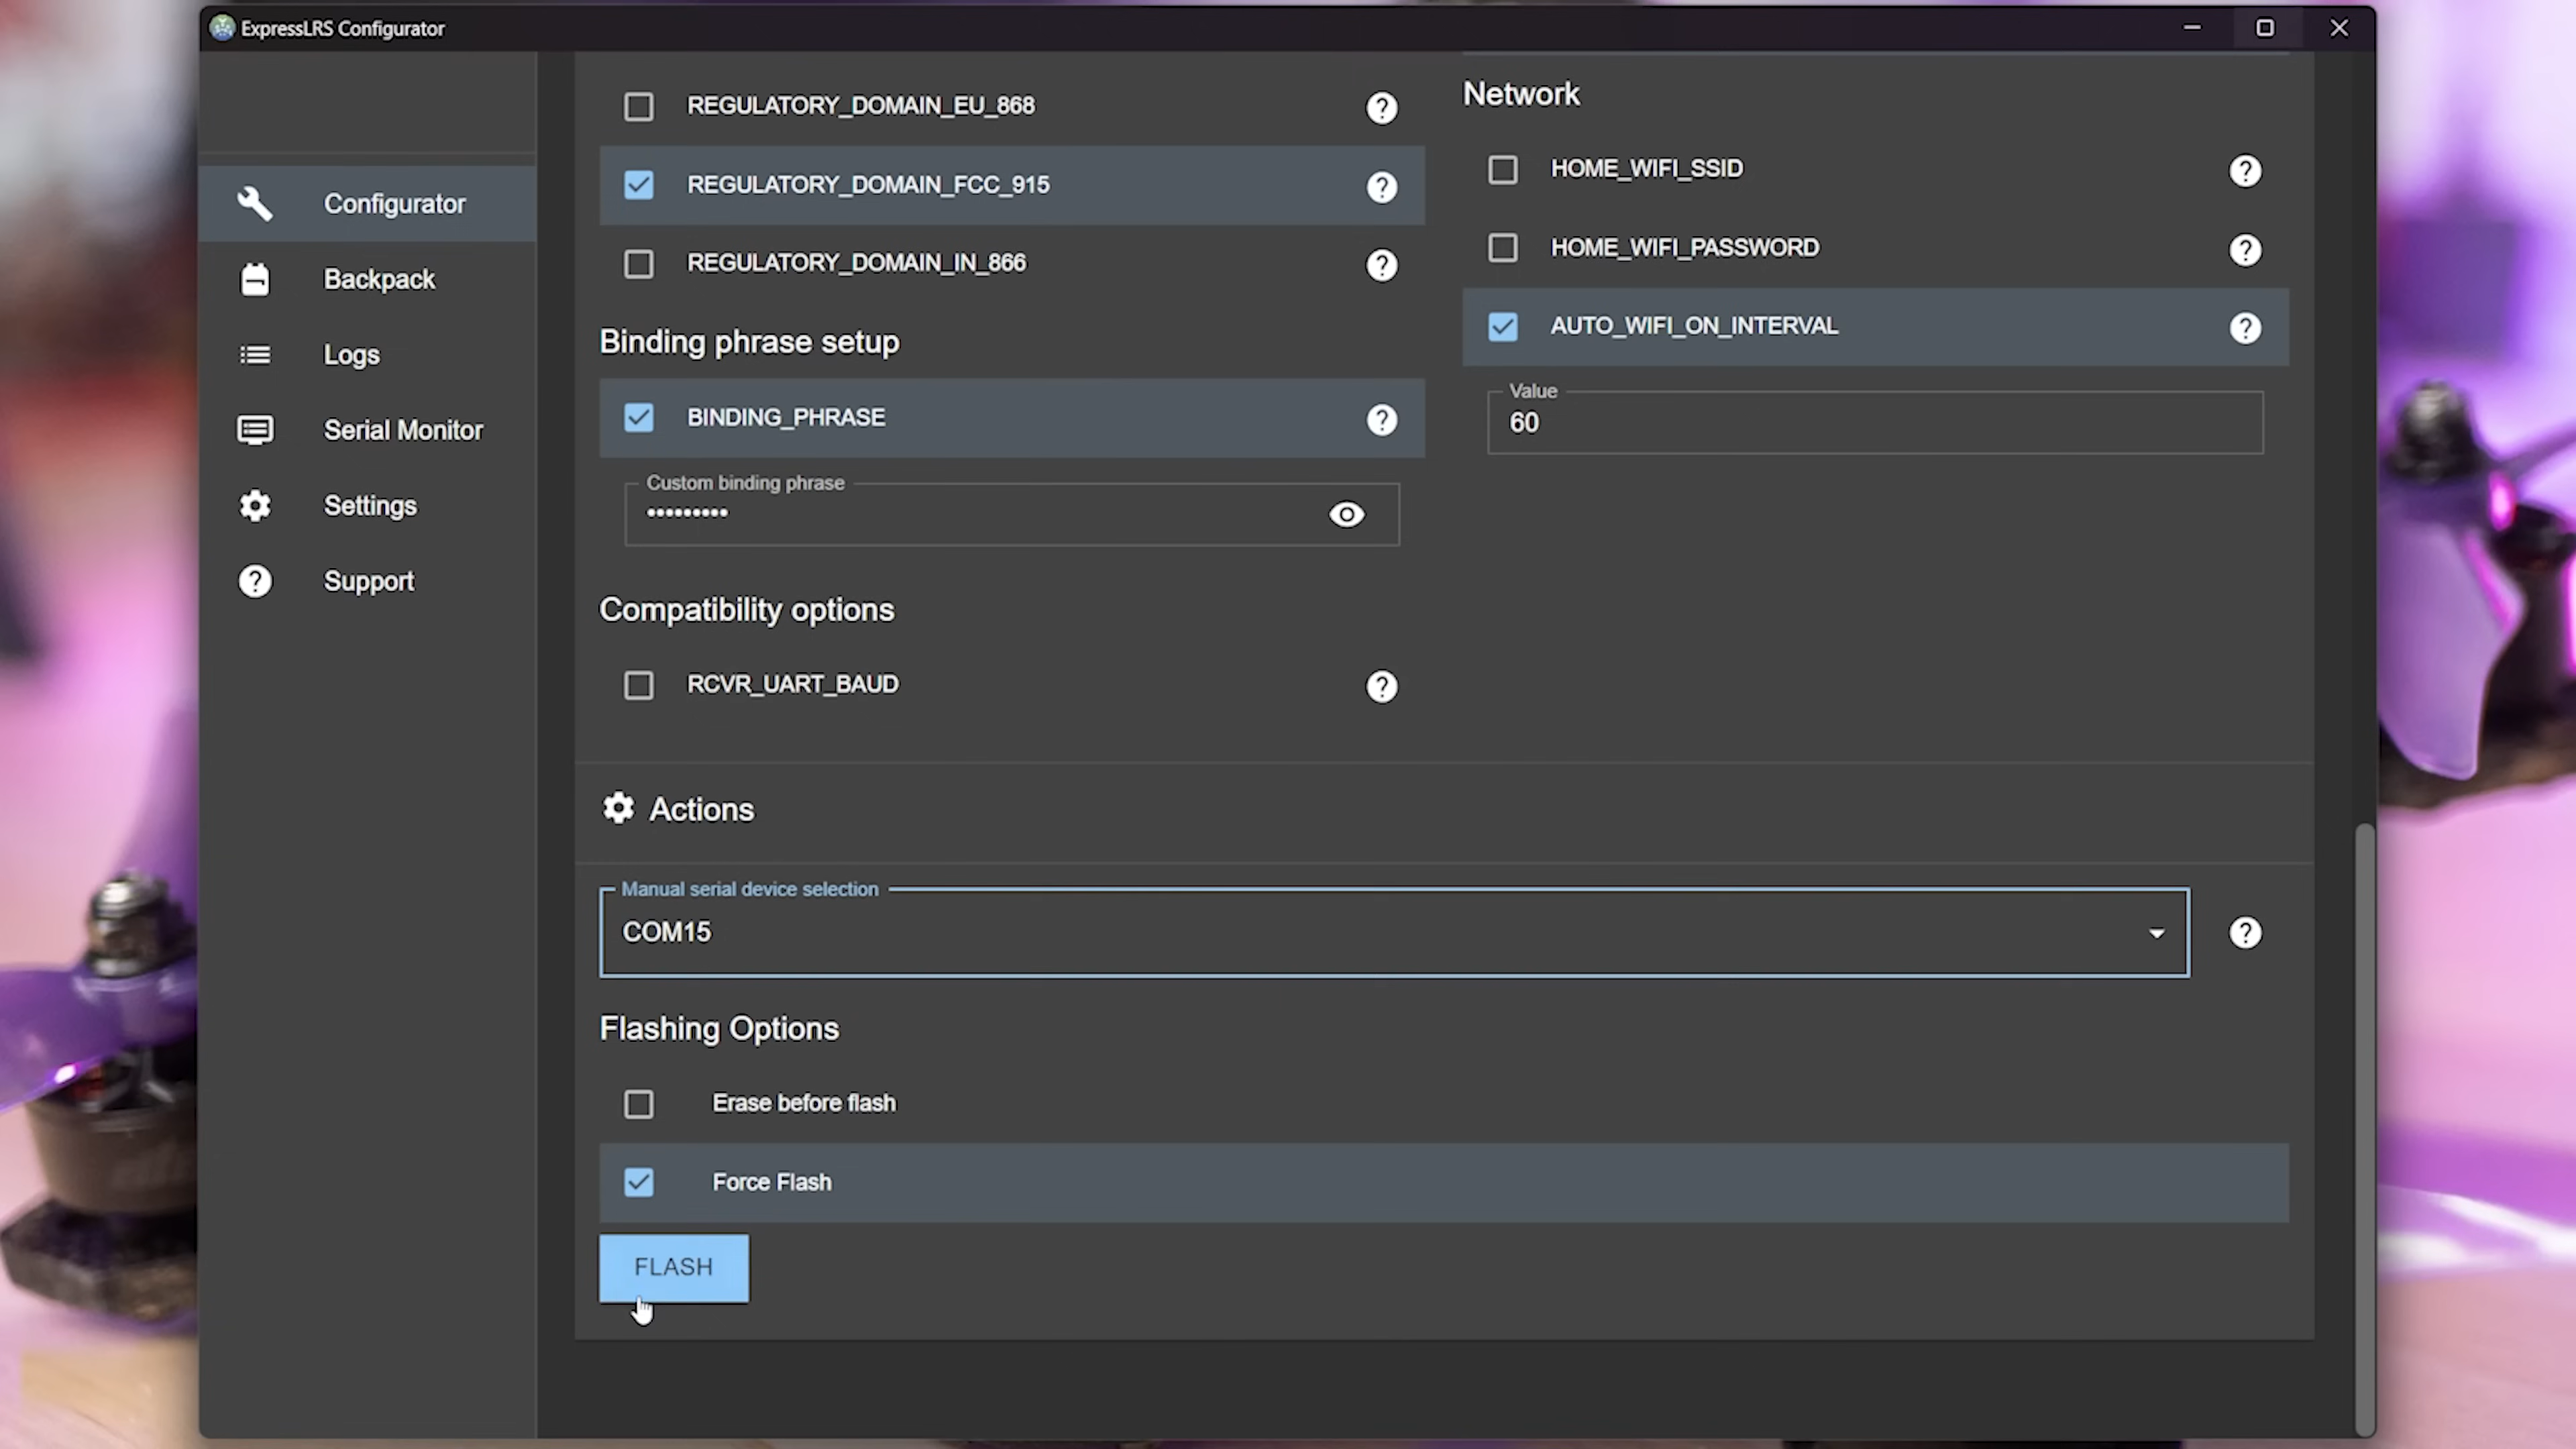 ExpressLRS Configurator
Configurator
Backpack
Logs
Serial Monitor
Settings
Support
REGULATORY_DOMAIN_EU_868
REGULATORY_DOMAIN_FCC_915
REGULATORY_DOMAIN_IN_866
Binding phrase setup
BINDING_PHRASE
Custom binding phrase
•••••••••
Compatibility options
RCVR_UART_BAUD
Network
HOME_WIFI_SSID
HOME_WIFI_PASSWORD
AUTO_WIFI_ON_INTERVAL
Value
60
Actions
Manual serial device selection
COM15
Flashing Options
Erase before flash
Force Flash
FLASH